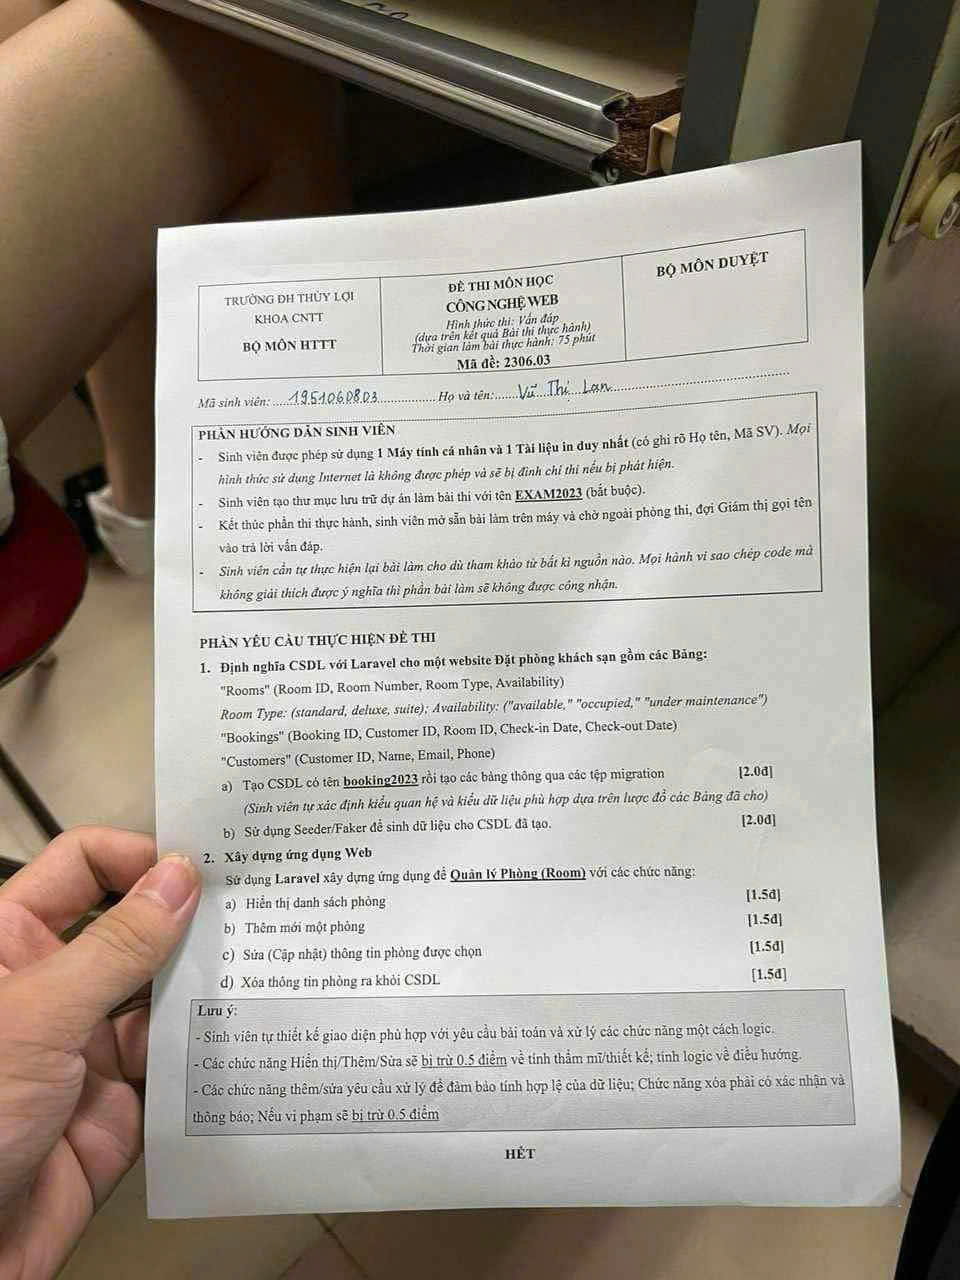 TRƯỜNG ĐH THỦY LỢI
KHOA CNTT
BỘ MÔN HTTT
ĐỀ THI MÔN HỌC
CÔNG NGHỆ WEB
Hình thức thi: Vấn đáp
(dựa trên kết quả Bài thi thực hành)
Thời gian làm bài thực hành: 75 phút
Mã đề: 2306.03
BỘ MÔN DUYỆT
Mã sinh viên: .....1951060803............... Họ và tên:......Vũ Thị Lan...............
PHẦN HƯỚNG DẪN SINH VIÊN
- Sinh viên được phép sử dụng 1 Máy tính cá nhân và 1 Tài liệu in duy nhất (có ghi rõ Họ tên, Mã SV). Mọi
hình thức sử dụng Internet là không được phép và sẽ bị đình chỉ thi nếu bị phát hiện.
- Sinh viên tạo thư mục lưu trữ dự án làm bài thi với tên EXAM2023 (bắt buộc).
- Kết thúc phần thi thực hành, sinh viên mở sẵn bài làm trên máy và chờ ngoài phòng thi, đợi Giám thị gọi tên
vào trả lời vấn đáp.
- Sinh viên cần tự thực hiện lại bài làm cho dù tham khảo từ bất kì nguồn nào. Mọi hành vi sao chép code mà
không giải thích được ý nghĩa thì phần bài làm sẽ không được công nhận.
PHẦN YÊU CẦU THỰC HIỆN ĐỀ THI
1. Định nghĩa CSDL với Laravel cho một website Đặt phòng khách sạn gồm các Bảng:
"Rooms" (Room ID, Room Number, Room Type, Availability)
Room Type: (standard, deluxe, suite); Availability: ("available," "occupied," "under maintenance")
"Bookings" (Booking ID, Customer ID, Room ID, Check-in Date, Check-out Date)
"Customers" (Customer ID, Name, Email, Phone)
a) Tạo CSDL có tên booking2023 rồi tạo các bảng thông qua các tệp migration [2.0đ]
(Sinh viên tự xác định kiểu quan hệ và kiểu dữ liệu phù hợp dựa trên lược đồ các Bảng đã cho)
b) Sử dụng Seeder/Faker để sinh dữ liệu cho CSDL đã tạo. [2.0đ]
2. Xây dựng ứng dụng Web
Sử dụng Laravel xây dựng ứng dụng để Quản lý Phòng (Room) với các chức năng:
a) Hiển thị danh sách phòng [1.5đ]
b) Thêm mới một phòng [1.5đ]
c) Sửa (Cập nhật) thông tin phòng được chọn [1.5đ]
d) Xóa thông tin phòng ra khỏi CSDL [1.5đ]
Lưu ý:
- Sinh viên tự thiết kế giao diện phù hợp với yêu cầu bài toán và xử lý các chức năng một cách logic.
- Các chức năng Hiển thị/Thêm/Sửa sẽ bị trừ 0.5 điểm về tính thẩm mĩ/thiết kế; tính logic về điều hướng.
- Các chức năng thêm/sửa yêu cầu xử lý để đảm bảo tính hợp lệ của dữ liệu; Chức năng xóa phải có xác nhận và
thông báo; Nếu vi phạm sẽ bị trừ 0.5 điểm
HẾT